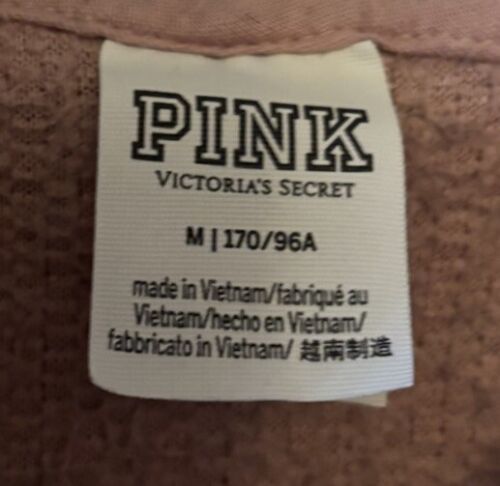 PINK
VICTORIA'S SECRET
M | 170/96A
made in Vietnam/fabriqué au
Vietnam/hecho en Vietnam/
fabbricato in Vietnam/ 越南制造